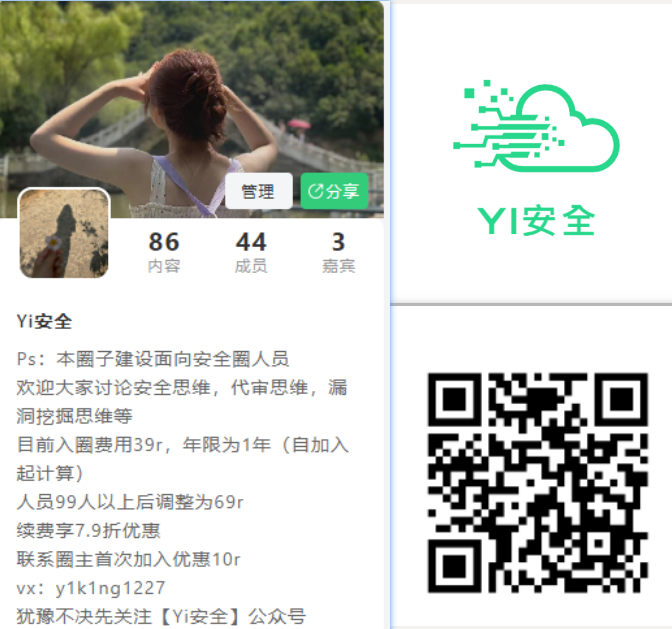 管理
分享
86
44
3
内容
成员
嘉宾
Yi安全
Ps：本圈子建设面向安全圈人员
欢迎大家讨论安全思维，代审思维，漏
洞挖掘思维等
目前入圈费用39r，年限为1年（自加入
起计算）
人员99人以上后调整为69r
续费享7.9折优惠
联系圈主首次加入优惠10r
vx：y1k1ng1227
犹豫不决先关注【Yi安全】公众号
YI安全